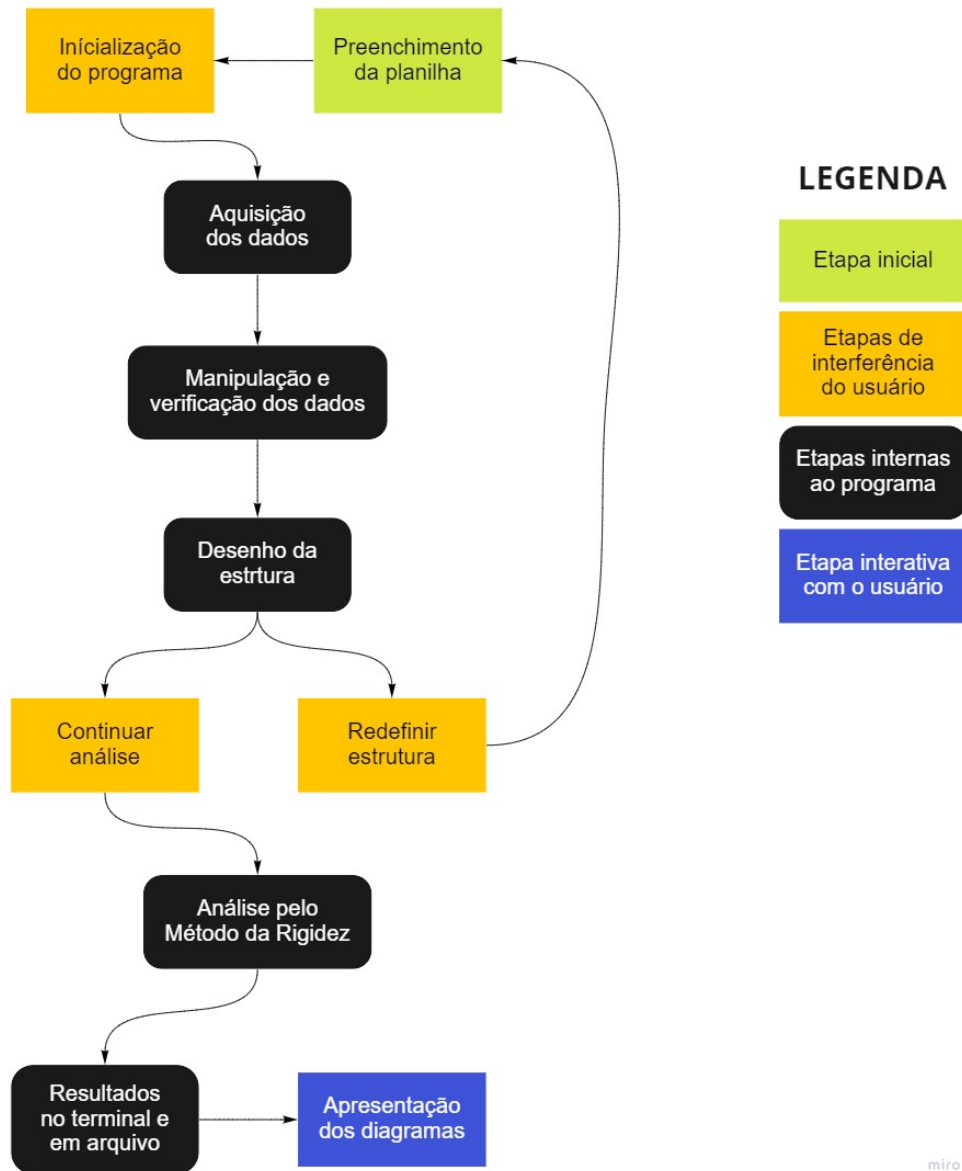 Inícialização
do programa
Preenchimento
da planilha
Aquisição
dos dados
Manipulação e
verificação dos dados
Desenho da
estrtura
Continuar
análise
Redefinir
estrutura
Análise pelo
Método da Rigidez
Resultados
no terminal e
em arquivo
Apresentação
dos diagramas
LEGENDA
Etapa inicial
Etapas de
interferência
do usuário
Etapas internas
ao programa
Etapa interativa
com o usuário
miro